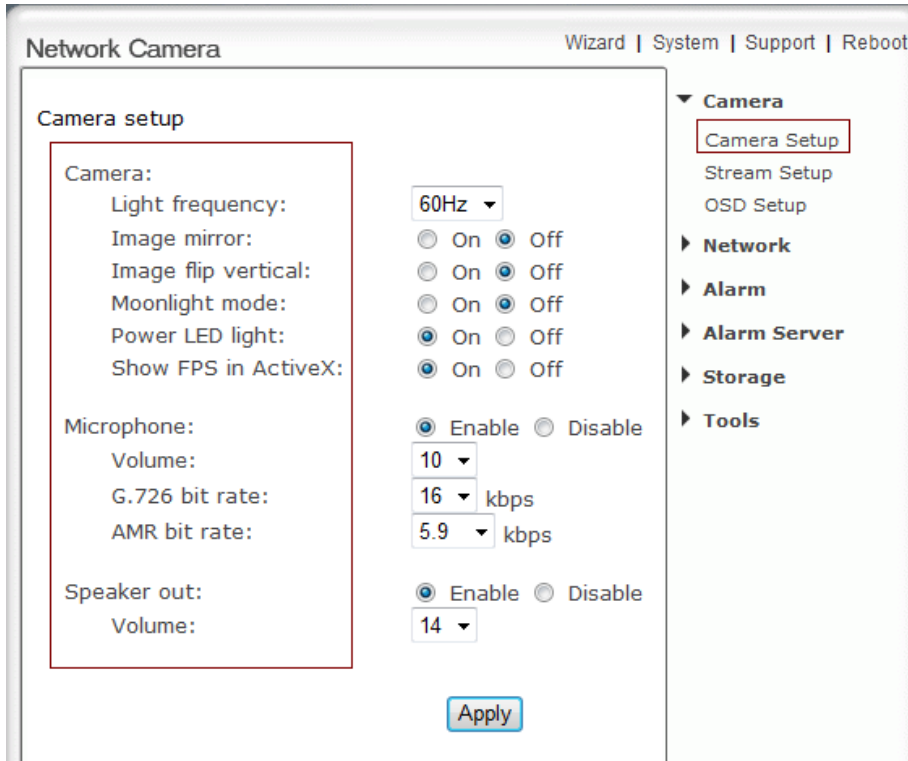 Network Camera
Wizard | System | Support | Reboot
Camera setup
Camera:
Light frequency: 60Hz
Image mirror: On Off
Image flip vertical: On Off
Moonlight mode: On Off
Power LED light: On Off
Show FPS in ActiveX: On Off
Microphone: Enable Disable
Volume: 10
G.726 bit rate: 16 kbps
AMR bit rate: 5.9 kbps
Speaker out: Enable Disable
Volume: 14
Apply
Camera
Camera Setup
Stream Setup
OSD Setup
Network
Alarm
Alarm Server
Storage
Tools